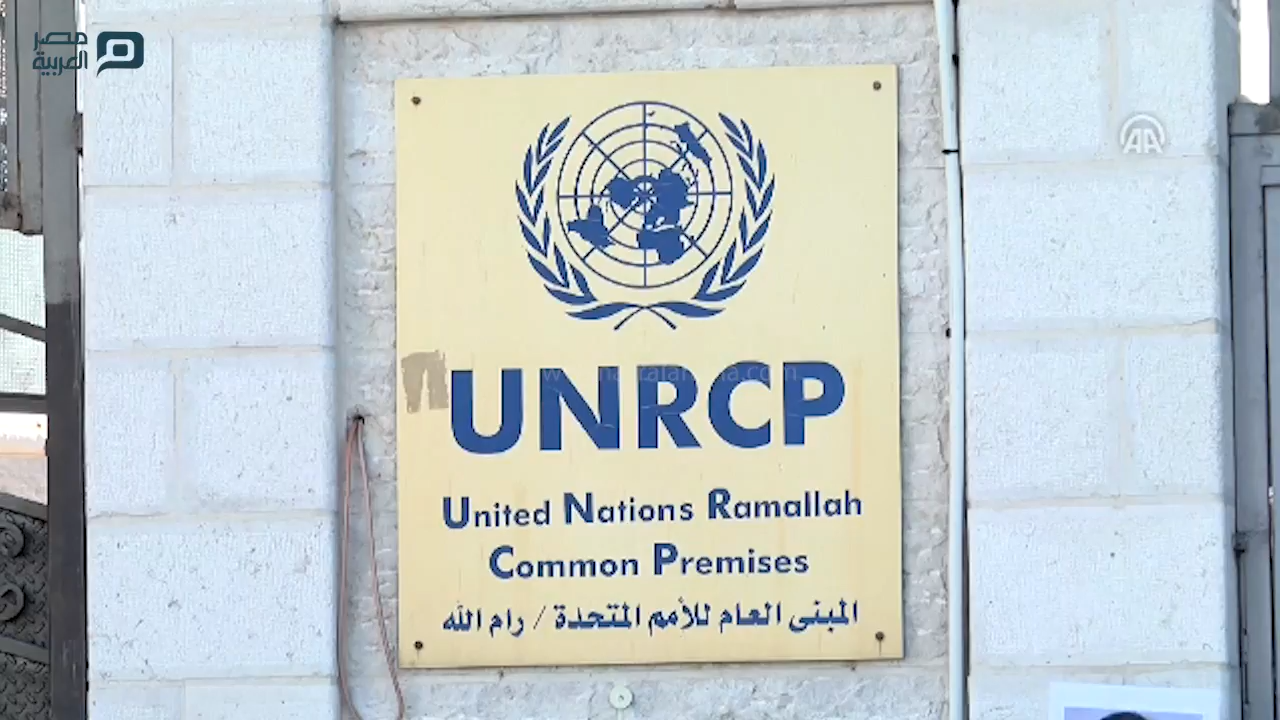 مصر
العربية
AA
UNRCP
United Nations Ramallah
Common Premises
المبنى العام للأمم المتحدة / رام الله